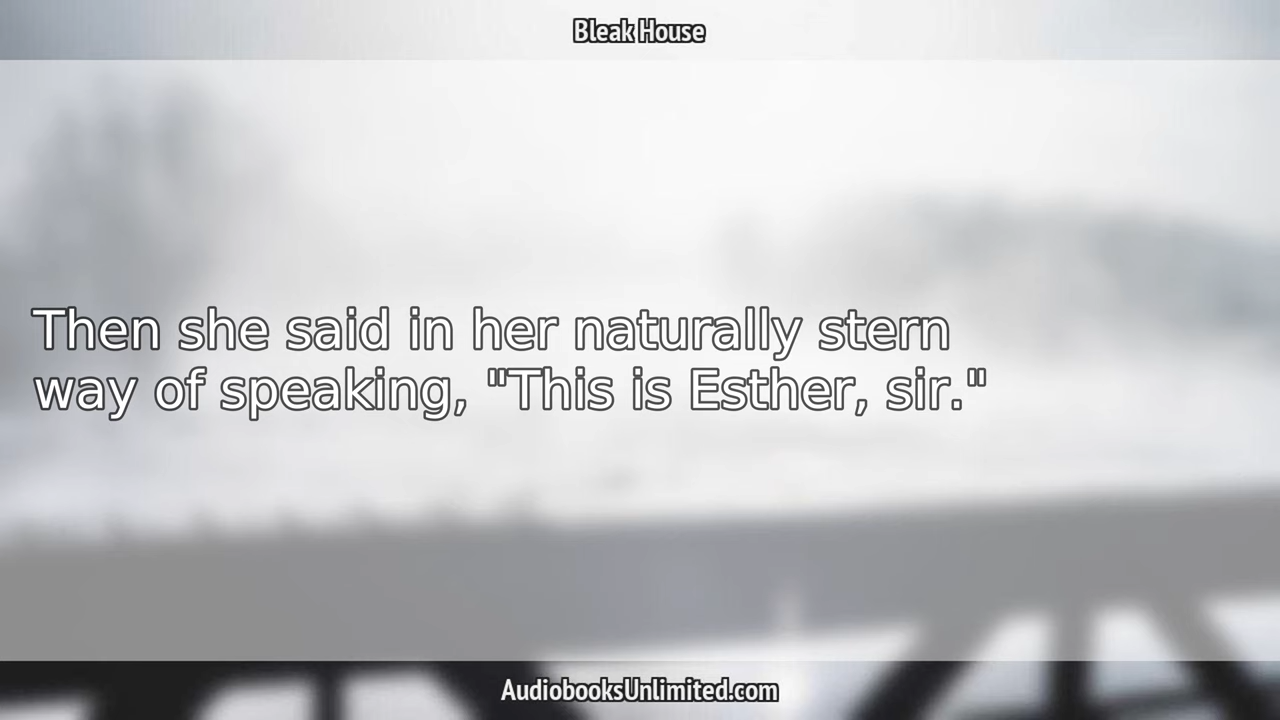 Bleak House
Then she said in her naturally stern
way of speaking, "This is Esther, sir."
AudiobooksUnlimited.com